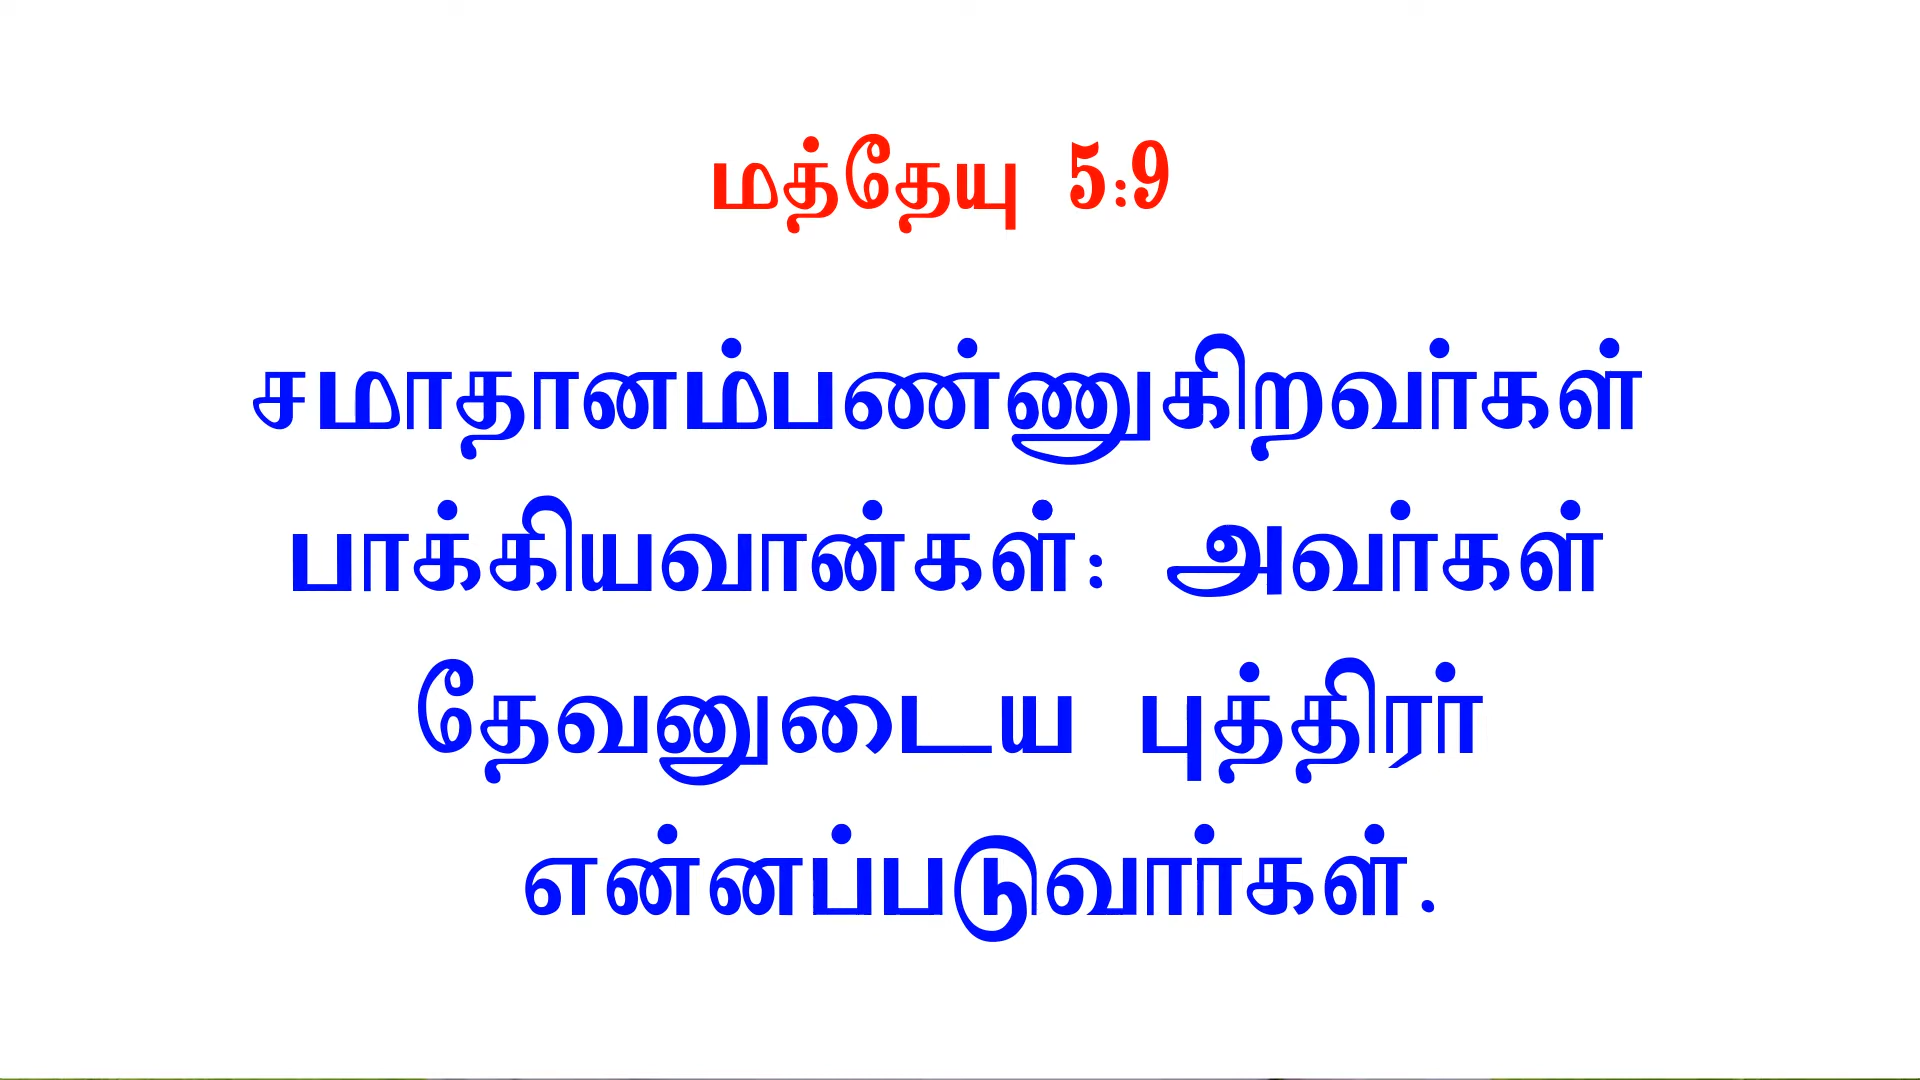 மத்தேயு 5:9
சமாதானம்பண்ணுகிறவர்கள்
பாக்கியவான்கள்: அவர்கள்
தேவனுடைய புத்திரர்
என்னப்படுவார்கள்.